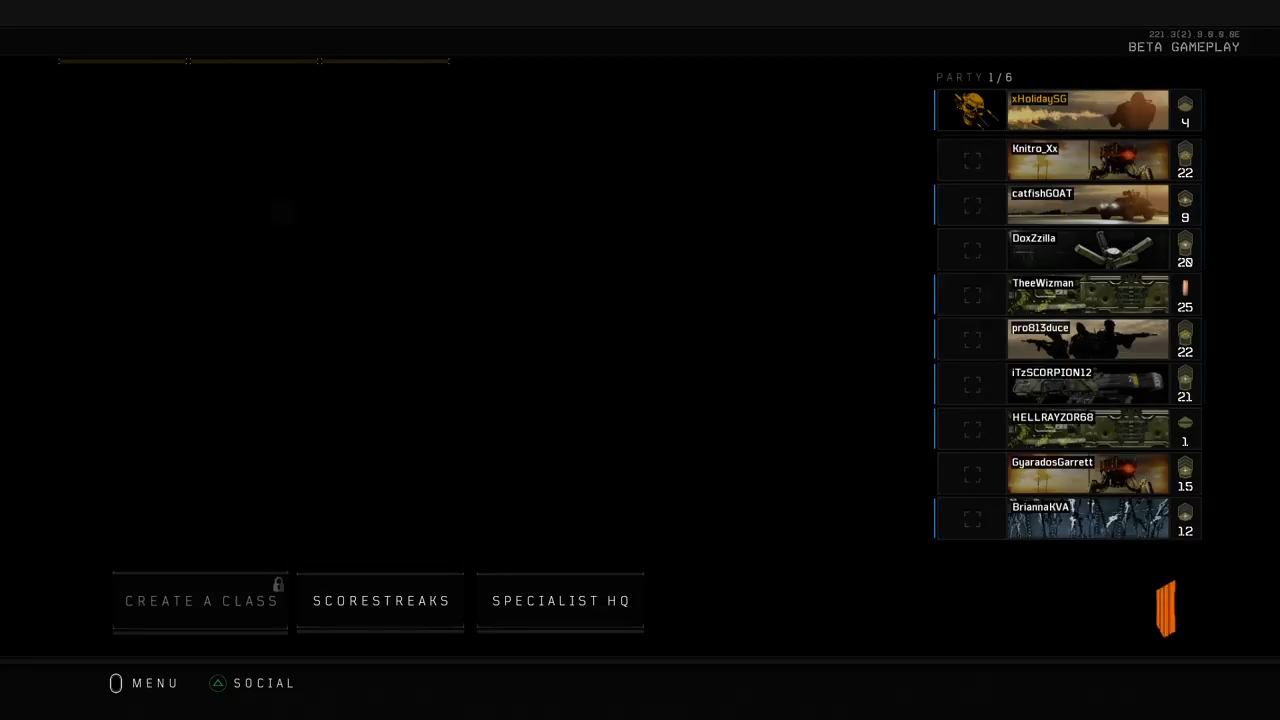 221.3(2).9.0.0.0E
BETA GAMEPLAY
PARTY 1/6
xHolidaySG
4
Knitro_Xx
22
catfishGOAT
9
DoxZzilla
20
TheeWizman
25
pro813duce
22
iTzSCORPION12
21
HELLRAYZOR68
1
GyaradosGarrett
15
BriannaKVA
12
CREATE A CLASS
SCORESTREAKS
SPECIALIST HQ
MENU
SOCIAL